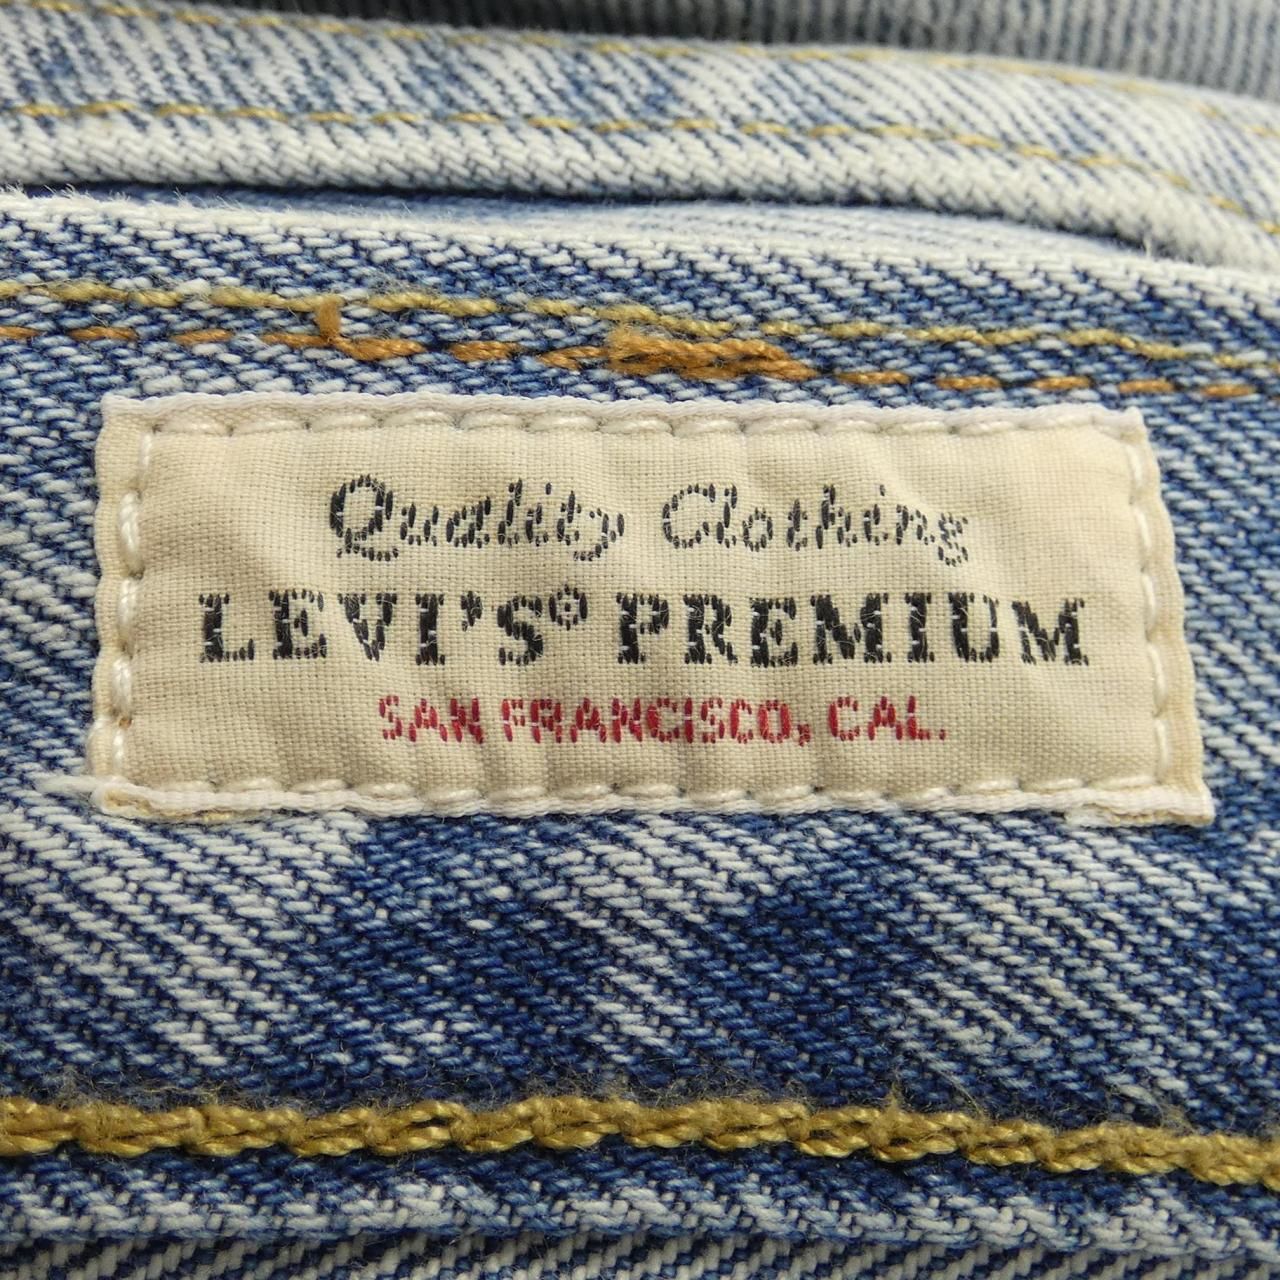 Quality Clothing
LEVI'S® PREMIUM
SAN FRANCISCO, CAL.